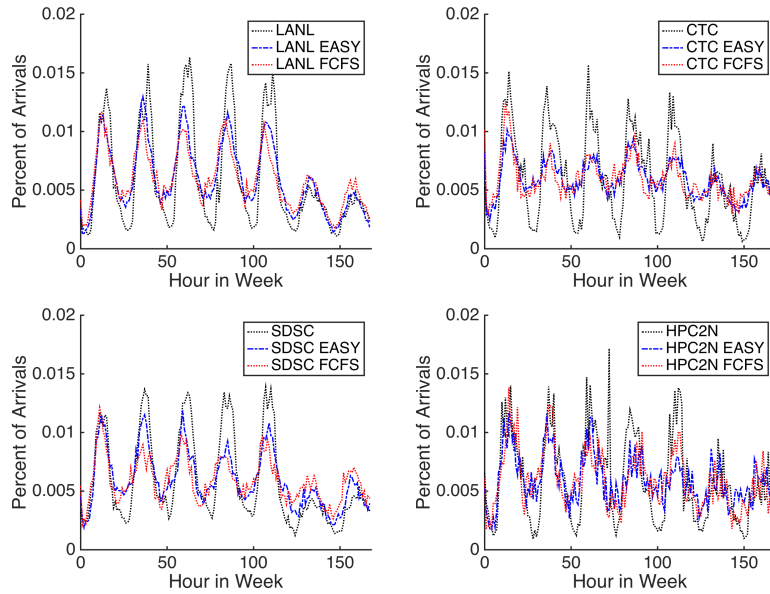 0.02
0.015
0.01
0.005
0
Percent of Arrivals
LANL
LANL EASY
LANL FCFS
0 50 100 150
Hour in Week
0.02
0.015
0.01
0.005
0
Percent of Arrivals
CTC
CTC EASY
CTC FCFS
0 50 100 150
Hour in Week
0.02
0.015
0.01
0.005
0
Percent of Arrivals
SDSC
SDSC EASY
SDSC FCFS
0 50 100 150
Hour in Week
0.02
0.015
0.01
0.005
0
Percent of Arrivals
HPC2N
HPC2N EASY
HPC2N FCFS
0 50 100 150
Hour in Week